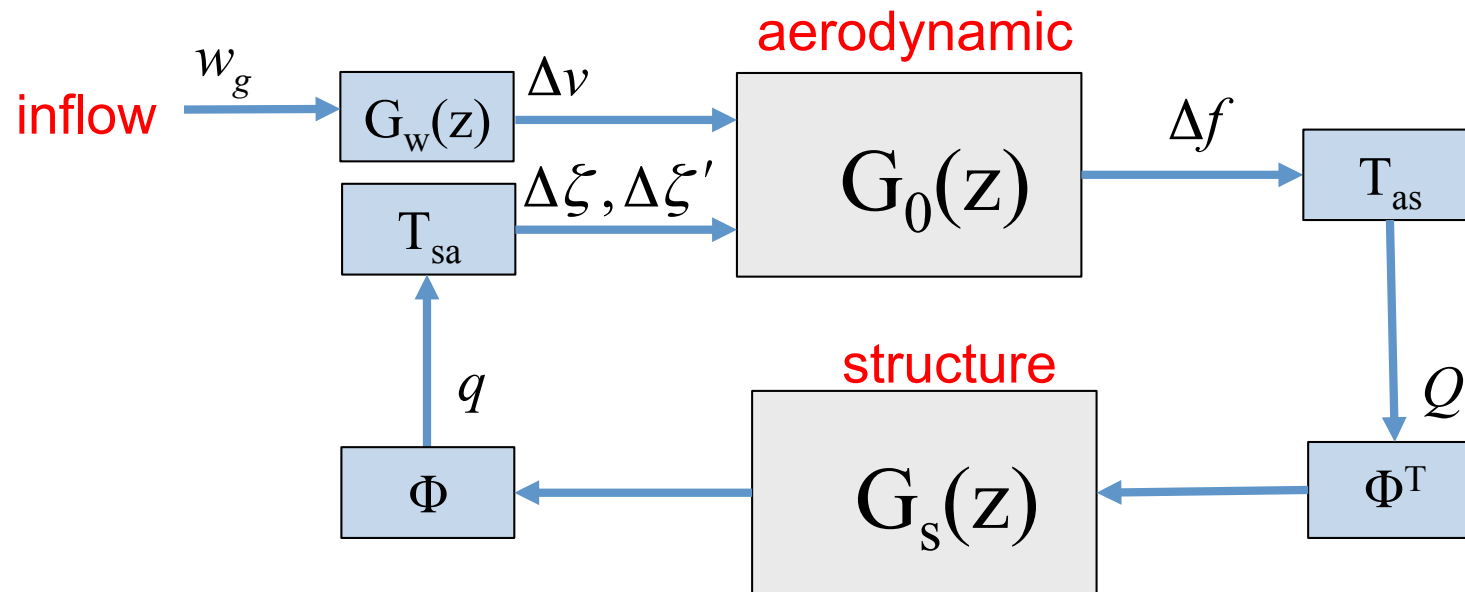 aerodynamic
inflow
w_g
G_w(z)
Δv
Δζ, Δζ′
T_sa
G_0(z)
Δf
T_as
structure
q
Q
Φ
G_s(z)
Φ^T